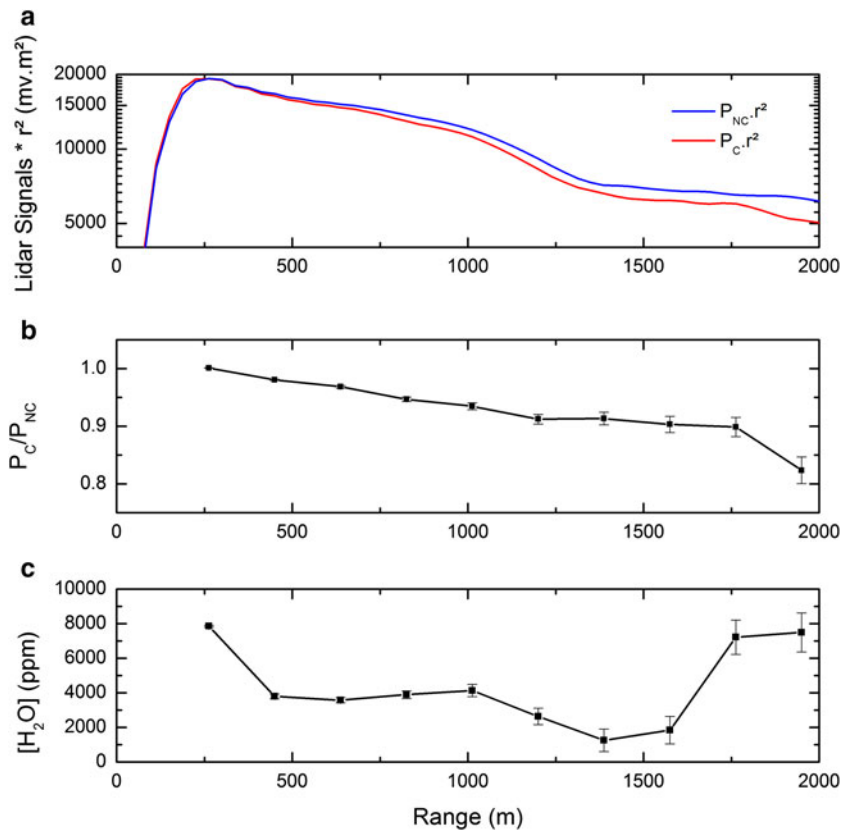 a
Lidar Signals * r² (mv.m²)
20000
15000
10000
5000
P_NC.r²
P_C.r²
0 500 1000 1500 2000
b
P_C/P_NC
1.0
0.9
0.8
0 500 1000 1500 2000
c
[H₂O] (ppm)
10000
8000
6000
4000
2000
0
0 500 1000 1500 2000
Range (m)